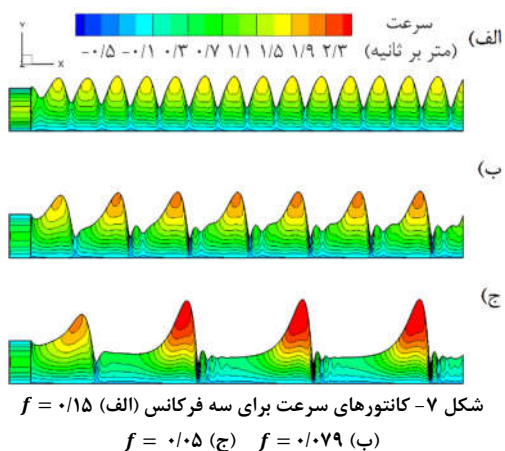 سرعت
(متر بر ثانیه)
-۰/۵ -۰/۱ ۰/۳ ۰/۷ ۱/۱ ۱/۵ ۱/۹ ۲/۳
Y
X
الف)
ب)
ج)
شکل ۷- کانتورهای سرعت برای سه فرکانس (الف) f = ۰/۱۵
(ب) f = ۰/۰۷۹ (ج) f = ۰/۰۵